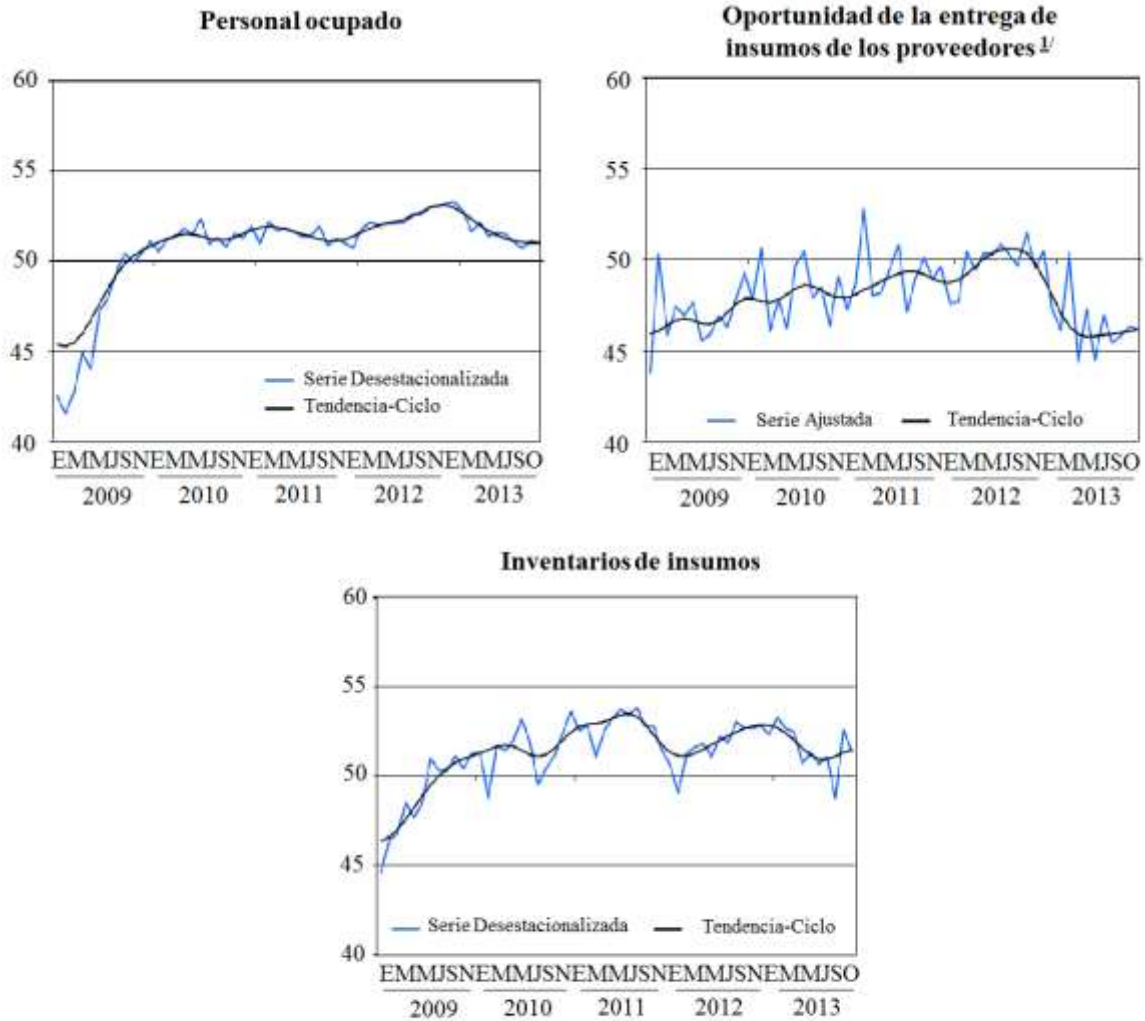 Personal ocupado
60
55
50
45
40
Serie Desestacionalizada
Tendencia-Ciclo
EMMJSNEMMJSNEMMJSNEMMJSNEMMJSO
2009 2010 2011 2012 2013
Oportunidad de la entrega de
insumos de los proveedores 1/
60
55
50
45
40
Serie Ajustada Tendencia-Ciclo
EMMJSNEMMJSNEMMJSNEMMJSNEMMJSO
2009 2010 2011 2012 2013
Inventarios de insumos
60
55
50
45
40
Serie Desestacionalizada Tendencia-Ciclo
EMMJSNEMMJSNEMMJSNEMMJSNEMMJSO
2009 2010 2011 2012 2013